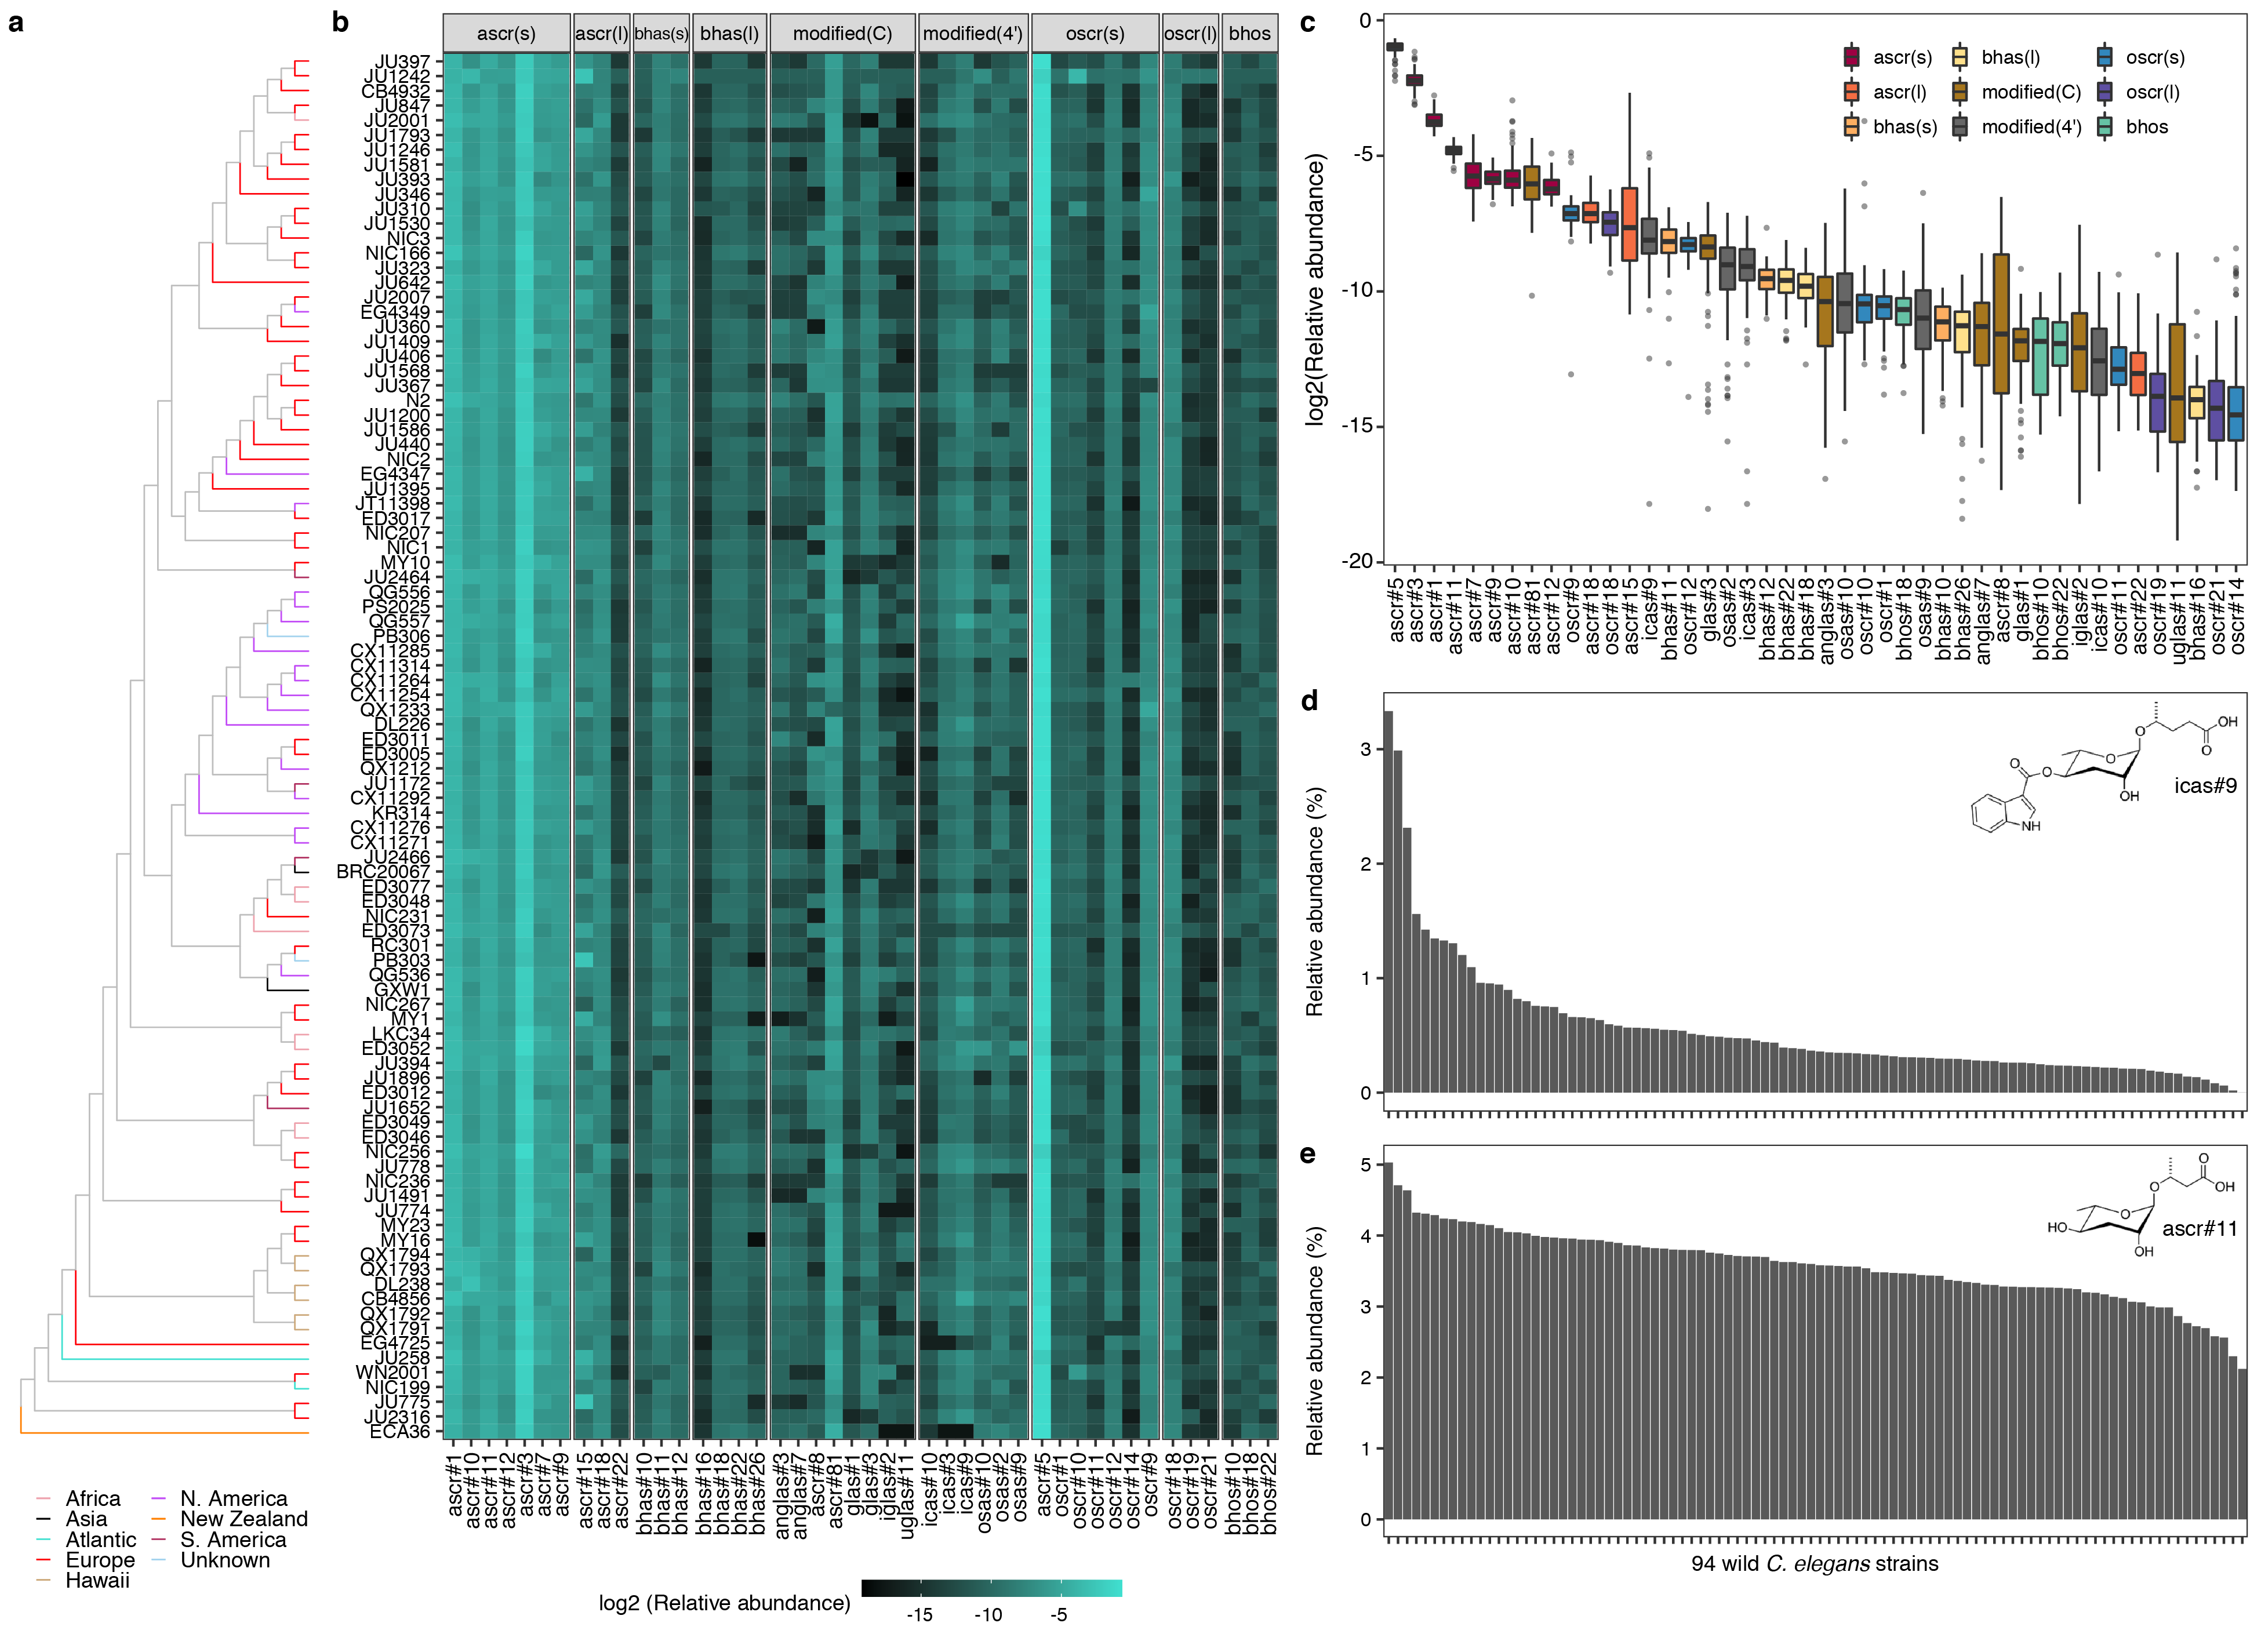 a
Africa
Asia
Atlantic
Europe
Hawaii
N. America
New Zealand
S. America
Unknown
b
ascr(s) ascr(l) bhas(s) bhas(l) modified(C) modified(4') oscr(s) oscr(l) bhos
JU397
JU1242
CB4932
JU847
JU2001
JU1793
JU1246
JU1581
JU393
JU346
JU310
JU1530
NIC3
NIC166
JU323
JU642
JU2007
EG4349
JU360
JU1409
JU406
JU1568
JU367
N2
JU1200
JU1586
JU440
NIC2
EG4347
JU1395
JT11398
ED3017
NIC207
NIC1
MY10
JU2464
QG556
PS2025
QG557
PB306
CX11285
CX11314
CX11264
CX11254
QX1233
DL226
ED3011
ED3005
QX1212
JU1172
CX11292
KR314
CX11276
CX11271
JU2466
BRC20067
ED3077
ED3048
NIC231
ED3073
RC301
PB303
QG536
GXW1
NIC267
MY1
LKC34
ED3052
JU394
JU1896
ED3012
JU1652
ED3049
ED3046
NIC256
JU778
NIC236
JU1491
JU774
MY23
MY16
QX1794
QX1793
DL238
CB4856
QX1792
QX1791
EG4725
JU258
WN2001
NIC199
JU775
JU2316
ECA36
ascr#1 ascr#10 ascr#11 ascr#12 ascr#3 ascr#7 ascr#9 ascr#15 ascr#18 ascr#22 bhas#10 bhas#11 bhas#12 bhas#16 bhas#18 bhas#22 bhas#26 anglas#3 anglas#7 ascr#8 ascr#81 glas#1 glas#3 iglas#2 uglas#11 icas#10 icas#3 icas#9 osas#10 osas#2 osas#9 ascr#5 oscr#1 oscr#10 oscr#11 oscr#12 oscr#14 oscr#9 oscr#18 oscr#19 oscr#21 bhos#10 bhos#18 bhos#22
log2 (Relative abundance)
-15 -10 -5
c
log2(Relative abundance)
0
-5
-10
-15
-20
ascr(s) bhas(l) oscr(s)
ascr(l) modified(C) oscr(l)
bhas(s) modified(4') bhos
ascr#5 ascr#3 ascr#1 ascr#11 ascr#7 ascr#9 ascr#10 ascr#81 ascr#12 oscr#9 ascr#18 oscr#18 ascr#15 icas#9 bhas#11 oscr#12 glas#3 osas#2 icas#3 bhas#12 bhas#22 bhas#18 anglas#3 osas#10 oscr#10 oscr#1 bhos#18 osas#9 bhas#10 bhas#26 anglas#7 ascr#8 glas#1 bhos#10 bhos#22 iglas#2 icas#10 oscr#11 ascr#22 oscr#19 uglas#11 bhas#16 oscr#21 oscr#14
d
Relative abundance (%)
3
2
1
0
O OH
O
O
O
O
OH
NH
icas#9
e
Relative abundance (%)
5
4
3
2
1
0
O
OH
O
O
HO
OH
ascr#11
94 wild C. elegans strains